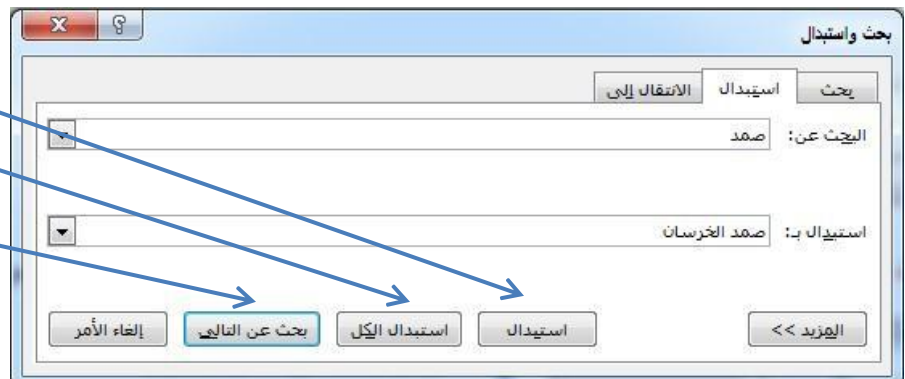 بحث واستبدال
بحث استبدال الانتقال إلى
البحث عن: صمد
استبدال بـ: صمد الخرسان
المزيد >> استبدال استبدال الكل بحث عن التالي إلغاء الأمر